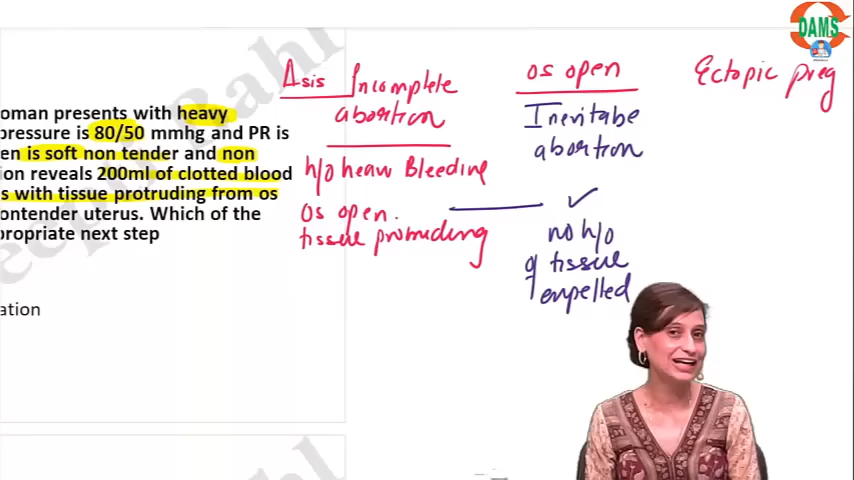 DAMS
oman presents with heavy
pressure is 80/50 mmhg and PR is
en is soft non tender and non
ion reveals 200ml of clotted blood
s with tissue protruding from os
ontender uterus. Which of the
propriate next step
ation
Δsis Incomplete
abortion
h/o heavy Bleeding
os open.
tissue protruding
os open
Inevitabe
abortion
✓
no h/o
of tissue
expelled
Ectopic preg